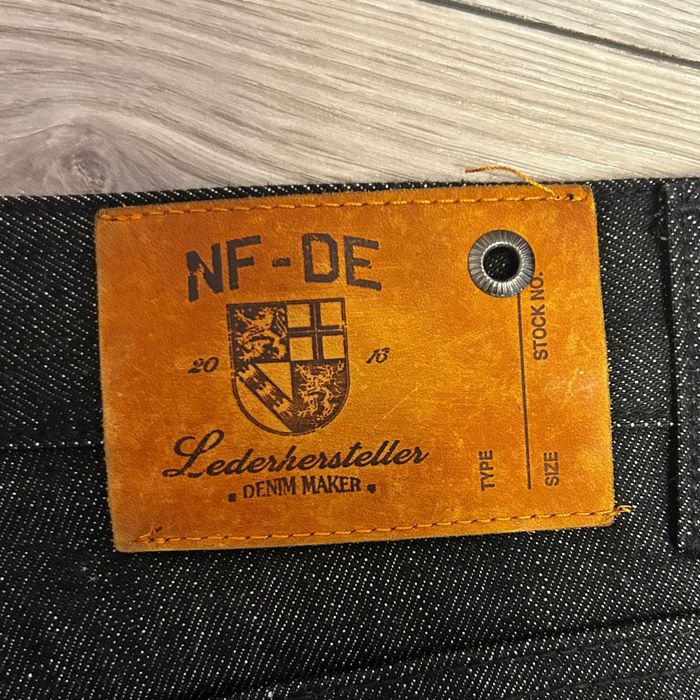 NF-DE
20 13
Lederhersteller
. DENIM MAKER .
TYPE
STOCK NO.
SIZE